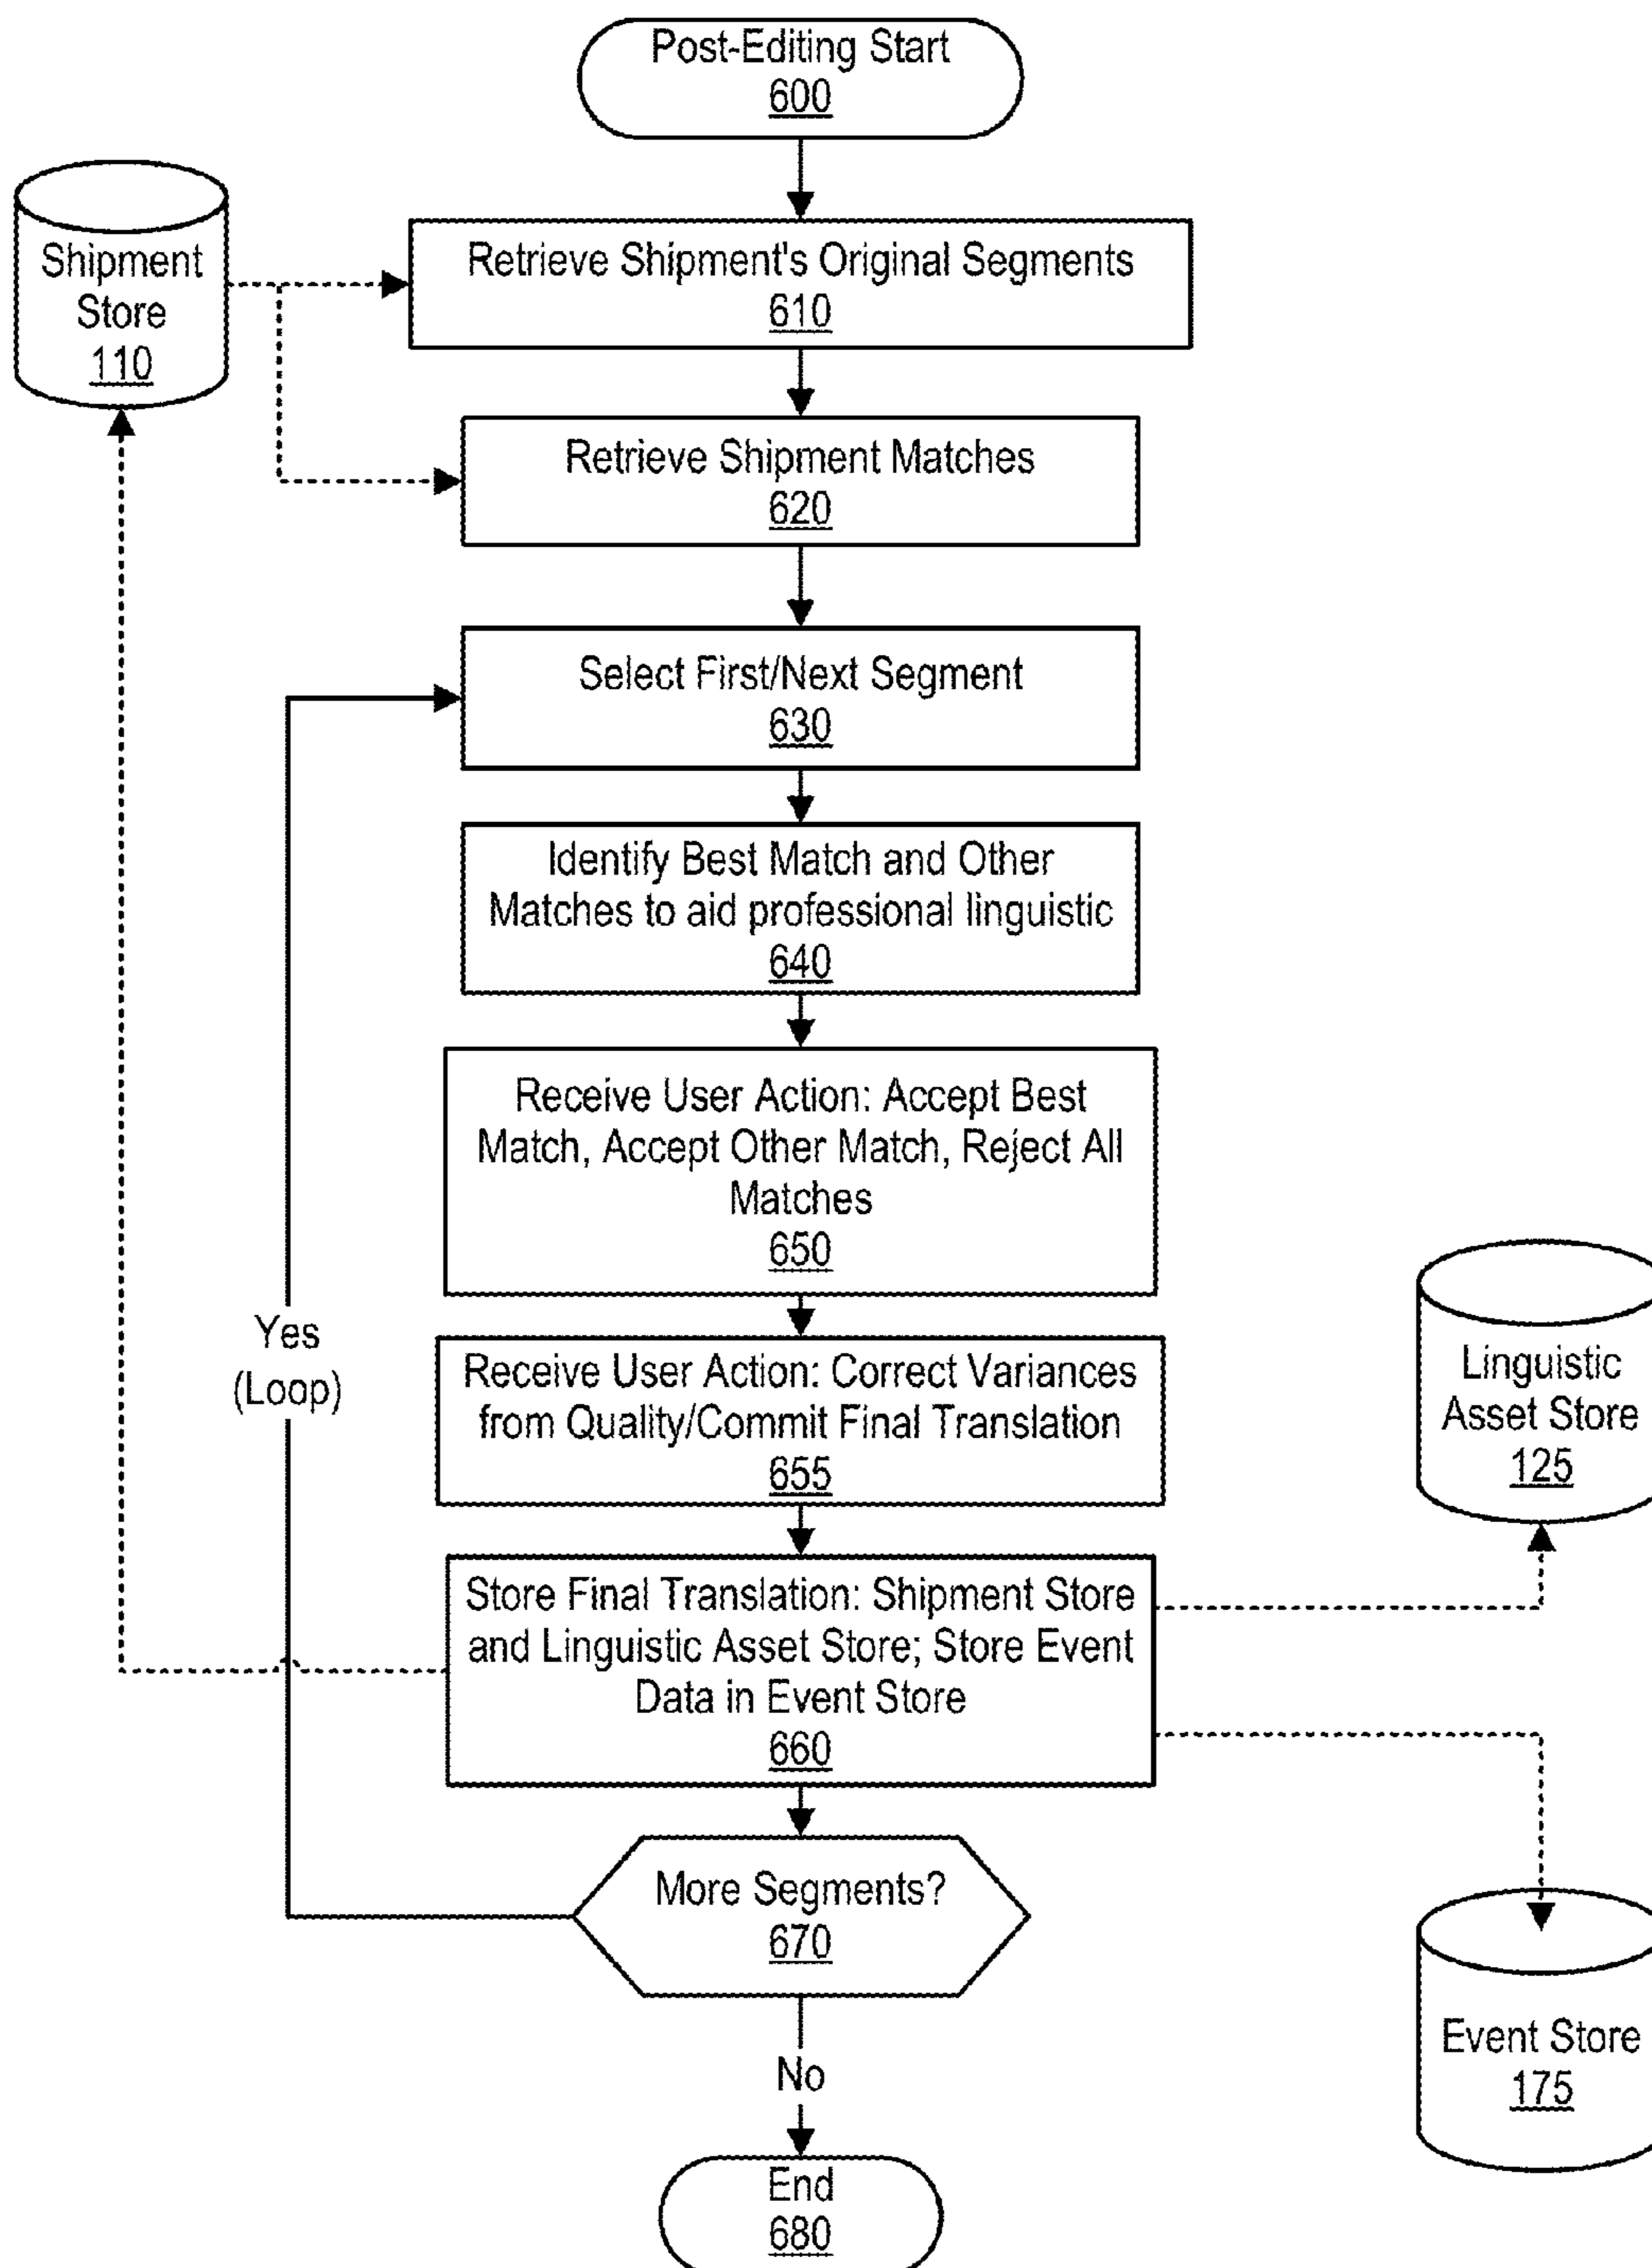 Post-Editing Start
600
Shipment
Store
110
Retrieve Shipment's Original Segments
610
Retrieve Shipment Matches
620
Select First/Next Segment
630
Identify Best Match and Other
Matches to aid professional linguistic
640
Receive User Action: Accept Best
Match, Accept Other Match, Reject All
Matches
650
Yes
(Loop)
Receive User Action: Correct Variances
from Quality/Commit Final Translation
655
Linguistic
Asset Store
125
Store Final Translation: Shipment Store
and Linguistic Asset Store; Store Event
Data in Event Store
660
More Segments?
670
Event Store
175
No
End
680